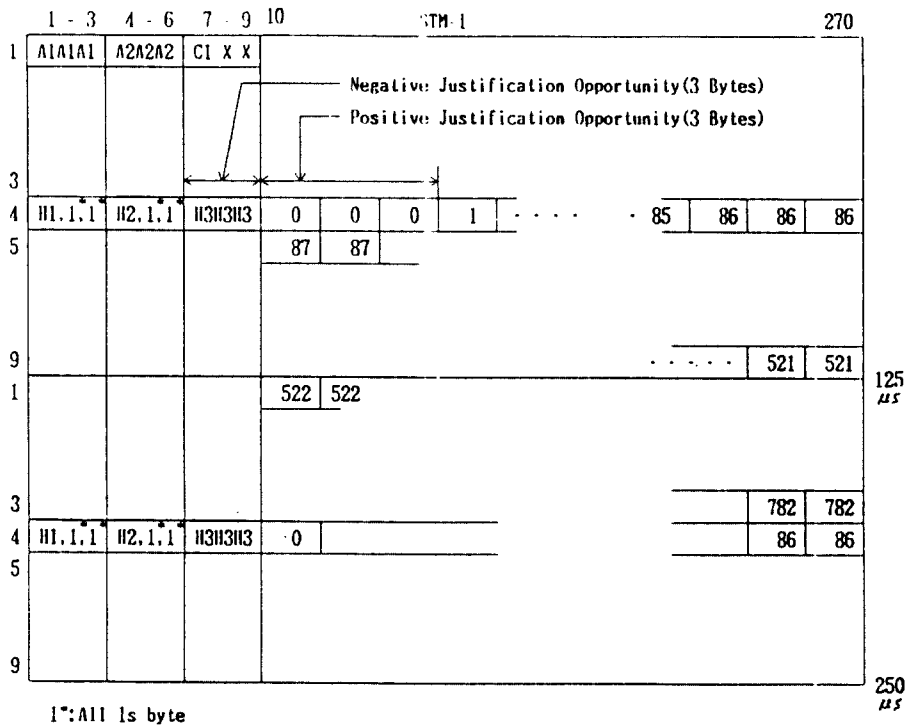 1 - 3 4 - 6 7 - 9 10 STM-1 270
1 A1A1A1 A2A2A2 C1 X X
Negative Justification Opportunity(3 Bytes)
Positive Justification Opportunity(3 Bytes)
3
4 H1.1*.1* H2.1*.1* H3H3H3 0 0 0 1 · · · · · 85 86 86 86
5 87 87
9 · · · · · 521 521
125 μs
1 522 522
3 782 782
4 H1.1*.1* H2.1*.1* H3H3H3 0 86 86
5
9
250 μs
1*:All 1s byte